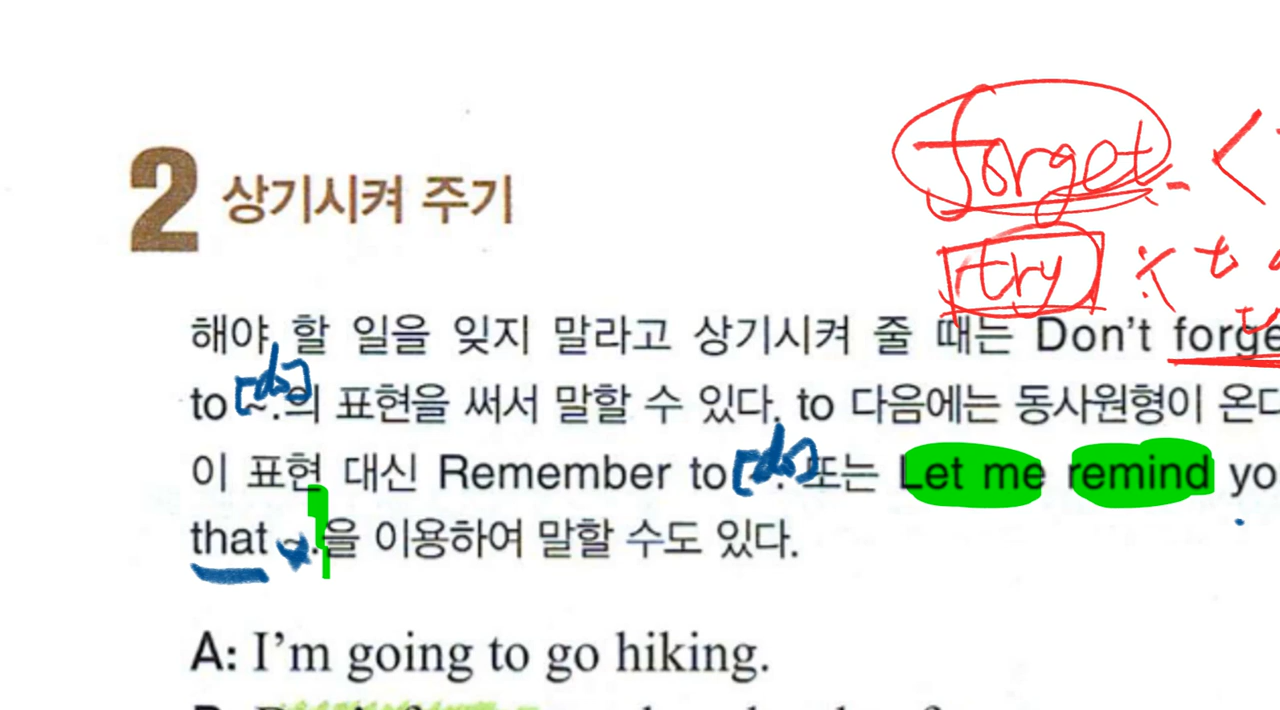 2 상기시켜 주기
forget <
try : t
해야 할 일을 잊지 말라고 상기시켜 줄 때는 Don't forge
to [do] ~.의 표현을 써서 말할 수 있다. to 다음에는 동사원형이 온다
이 표현 대신 Remember to [do] 또는 Let me remind yo
that ~.을 이용하여 말할 수도 있다.
A: I'm going to go hiking.